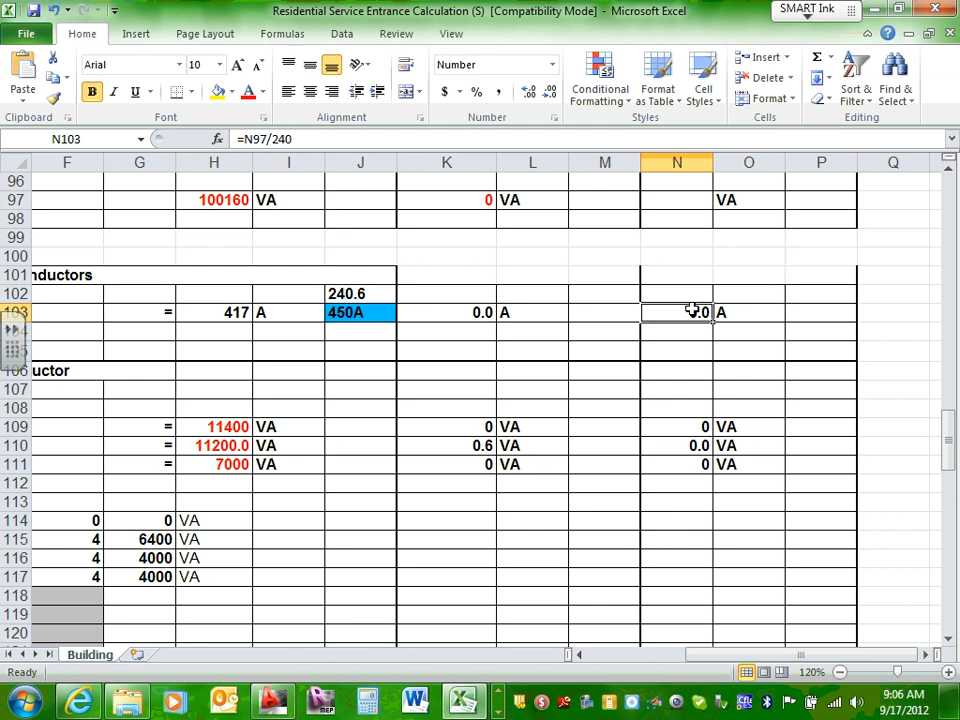 Residential Service Entrance Calculation (S) [Compatibility Mode] - Microsoft Excel
SMART Ink
File Home Insert Page Layout Formulas Data Review View
Arial 10 Number Insert Σ
Paste B I U A $ % , Conditional Formatting Format as Table Cell Styles Delete Format Sort & Filter Find & Select
Clipboard Font Alignment Number Styles Cells Editing
N103 fx =N97/240
F G H I J K L M N O P Q
96
97 100160 VA 0 VA VA
98
99
100
101 nductors
102 240.6
103 = 417 A 450A 0.0 A .0 A
104
105
106 uctor
107
108
109 = 11400 VA 0 VA 0 VA
110 = 11200.0 VA 0.6 VA 0.0 VA
111 = 7000 VA 0 VA 0 VA
112
113
114 0 0 VA
115 4 6400 VA
116 4 4000 VA
117 4 4000 VA
118
119
120
Building
Ready 120%
9:06 AM
9/17/2012